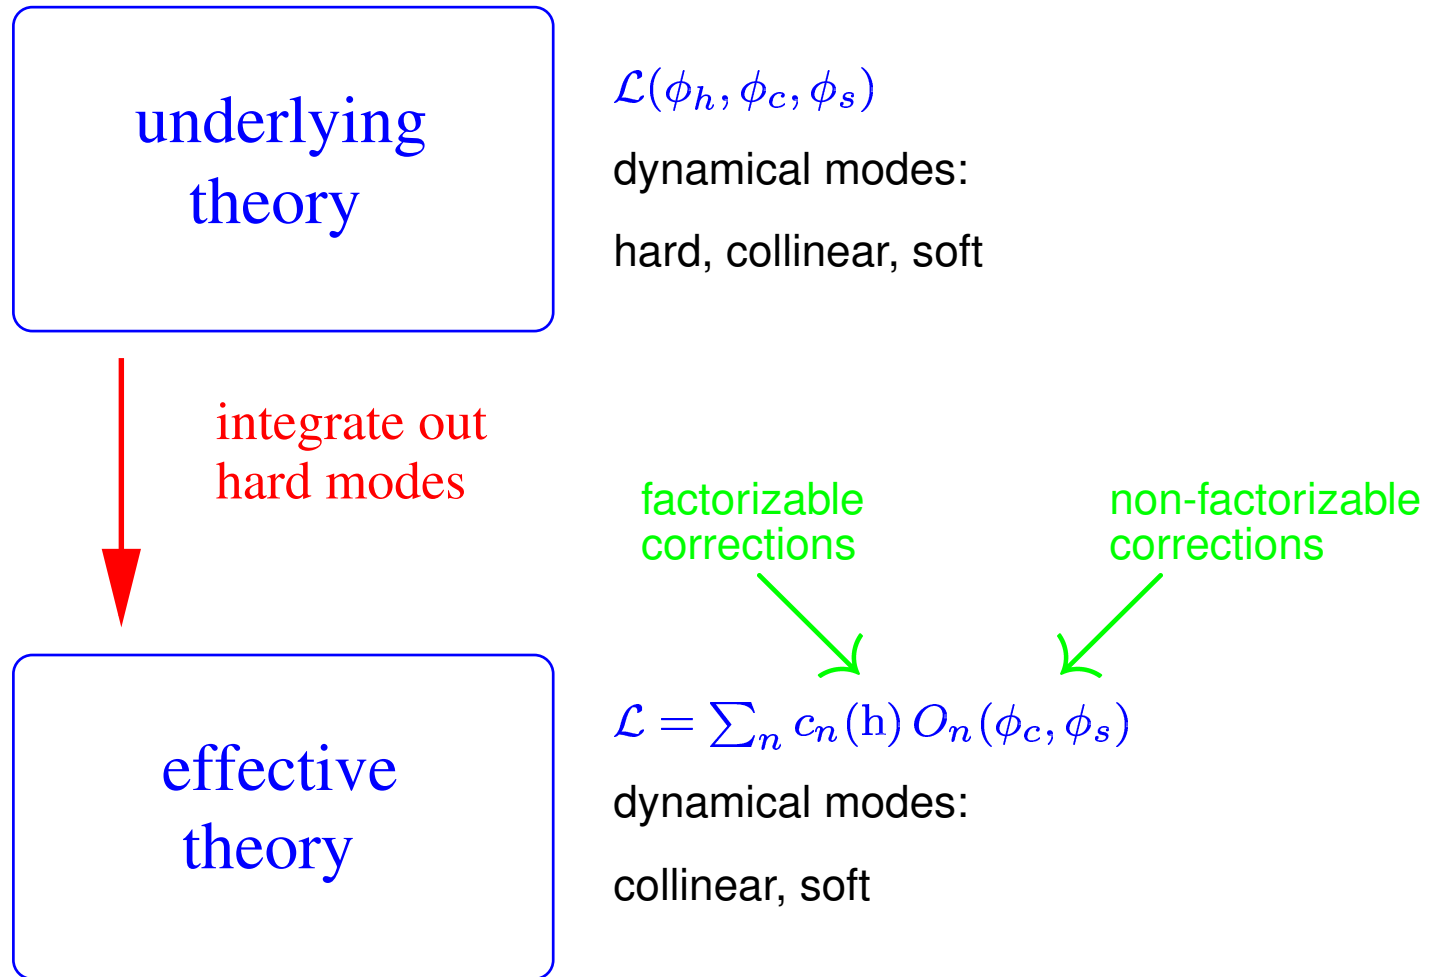 underlying
theory
ℒ(ϕ_h, ϕ_c, ϕ_s)
dynamical modes:
hard, collinear, soft
integrate out
hard modes
factorizable
corrections
non-factorizable
corrections
effective
theory
ℒ = ∑_n c_n(h) O_n(ϕ_c, ϕ_s)
dynamical modes:
collinear, soft